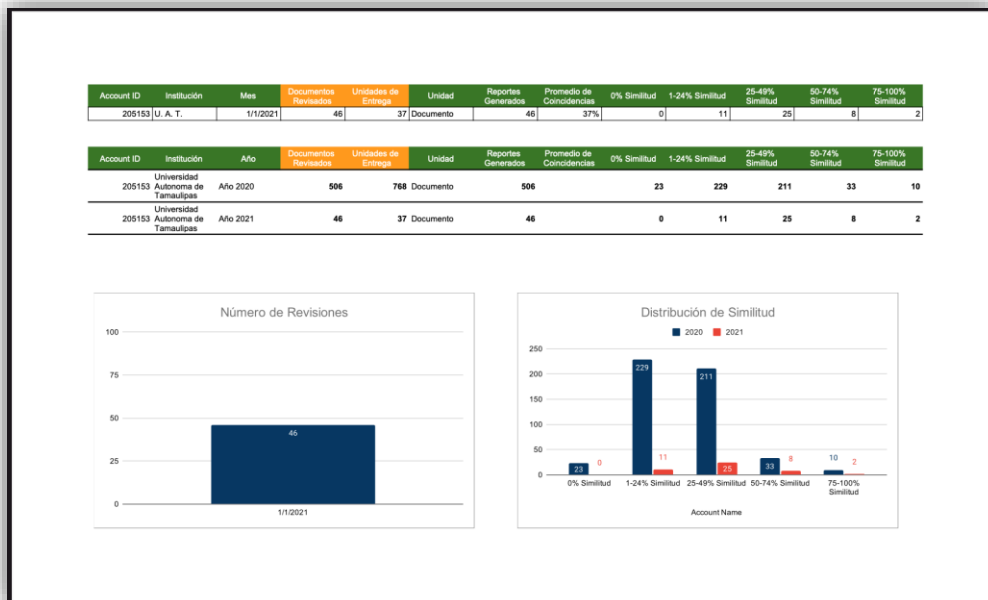 Account ID Institución Mes Documentos Revisados Unidades de Entrega Unidad Reportes Generados Promedio de Coincidencias 0% Similitud 1-24% Similitud 25-49% Similitud 50-74% Similitud 75-100% Similitud
205153 U. A. T. 1/1/2021 46 37 Documento 46 37% 0 11 25 8 2
Account ID Institución Año Documentos Revisados Unidades de Entrega Unidad Reportes Generados Promedio de Coincidencias 0% Similitud 1-24% Similitud 25-49% Similitud 50-74% Similitud 75-100% Similitud
205153 Universidad Autonoma de Tamaulipas Año 2020 506 768 Documento 506 23 229 211 33 10
205153 Universidad Autonoma de Tamaulipas Año 2021 46 37 Documento 46 0 11 25 8 2
Número de Revisiones
100
75
50
25
0
46
1/1/2021
Distribución de Similitud
2020 2021
250
200
150
100
50
0
23 0 229 11 211 25 33 8 10 2
0% Similitud 1-24% Similitud 25-49% Similitud 50-74% Similitud 75-100% Similitud
Account Name